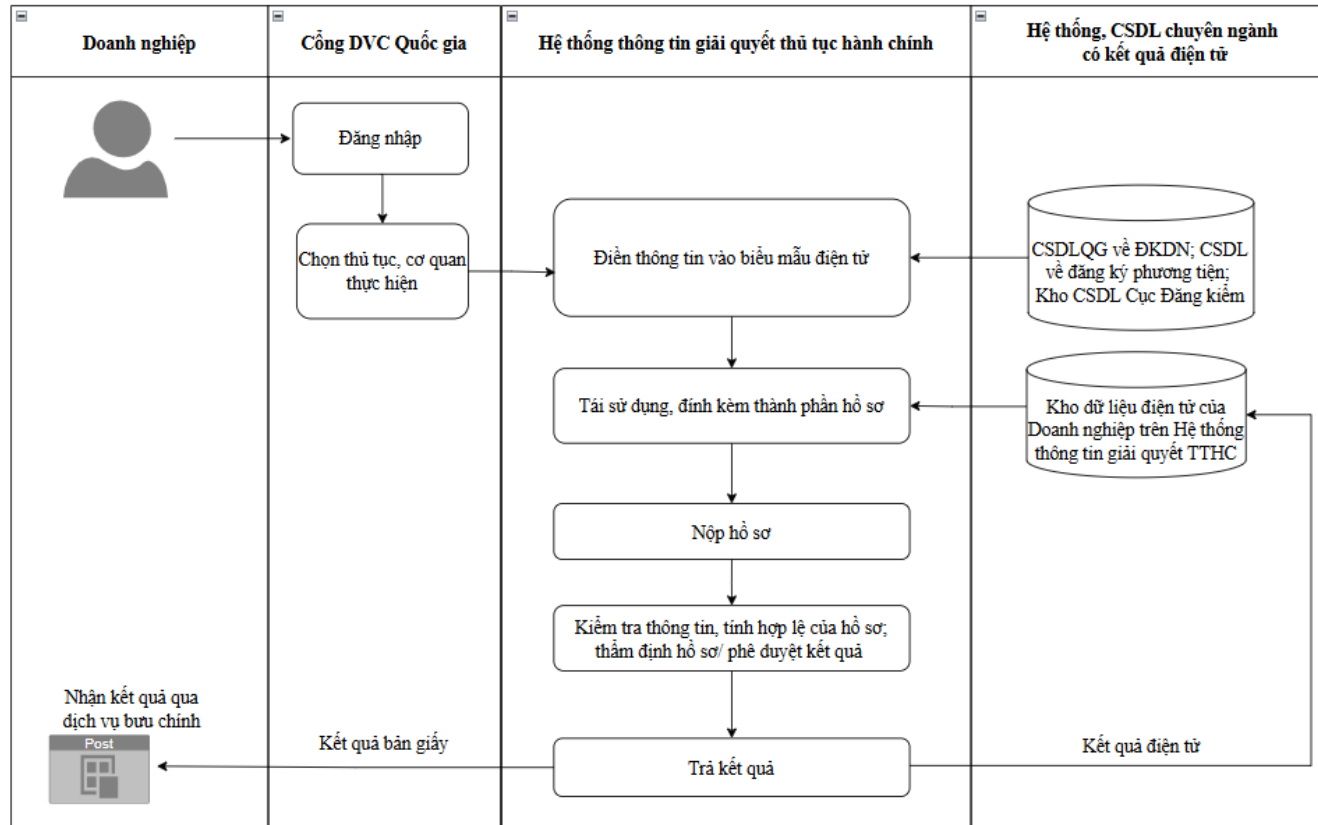 Doanh nghiệp
Cổng DVC Quốc gia
Hệ thống thông tin giải quyết thủ tục hành chính
Hệ thống, CSDL chuyên ngành
có kết quả điện tử
Đăng nhập
Chọn thủ tục, cơ quan
thực hiện
Điền thông tin vào biểu mẫu điện tử
CSDLQG về ĐKDN; CSDL
về đăng ký phương tiện;
Kho CSDL Cục Đăng kiểm
Tái sử dụng, đính kèm thành phần hồ sơ
Kho dữ liệu điện tử của
Doanh nghiệp trên Hệ thống
thông tin giải quyết TTHC
Nộp hồ sơ
Kiểm tra thông tin, tính hợp lệ của hồ sơ;
thẩm định hồ sơ/ phê duyệt kết quả
Nhận kết quả qua
dịch vụ bưu chính
Post
Kết quả bản giấy
Trả kết quả
Kết quả điện tử